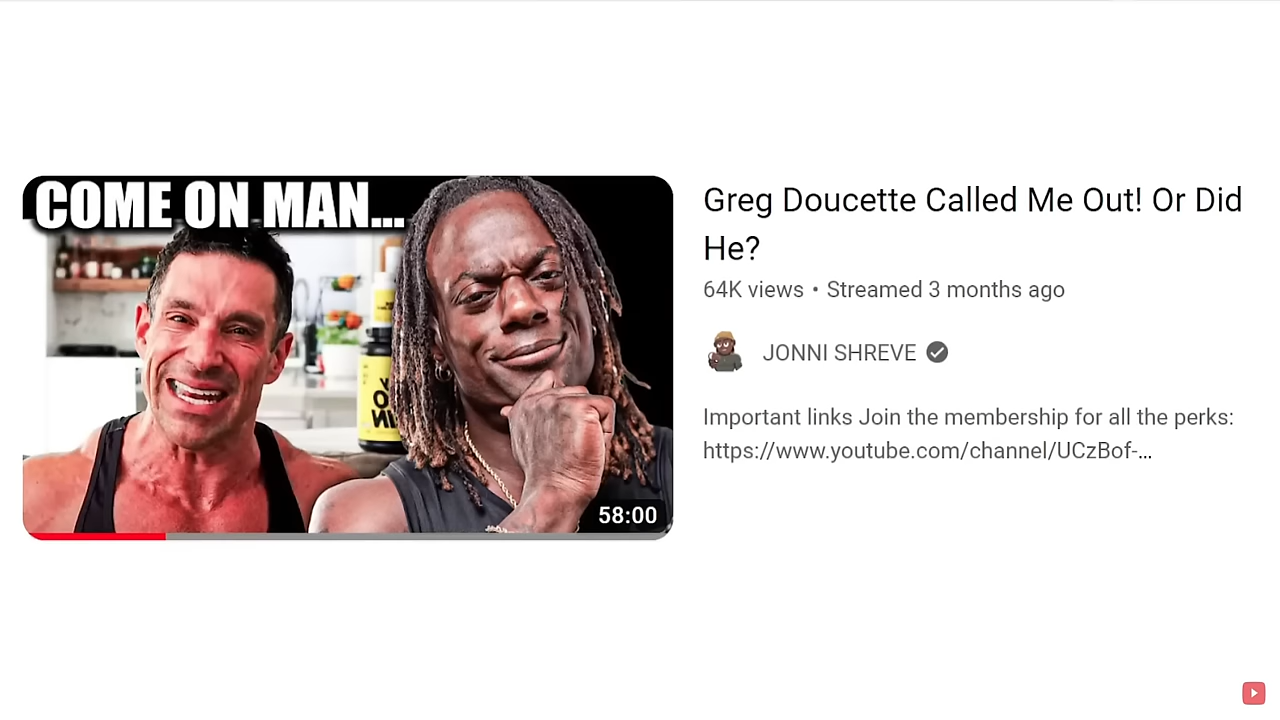 COME ON MAN...
58:00
Greg Doucette Called Me Out! Or Did
He?
64K views • Streamed 3 months ago
JONNI SHREVE
Important links Join the membership for all the perks:
https://www.youtube.com/channel/UCzBof-...